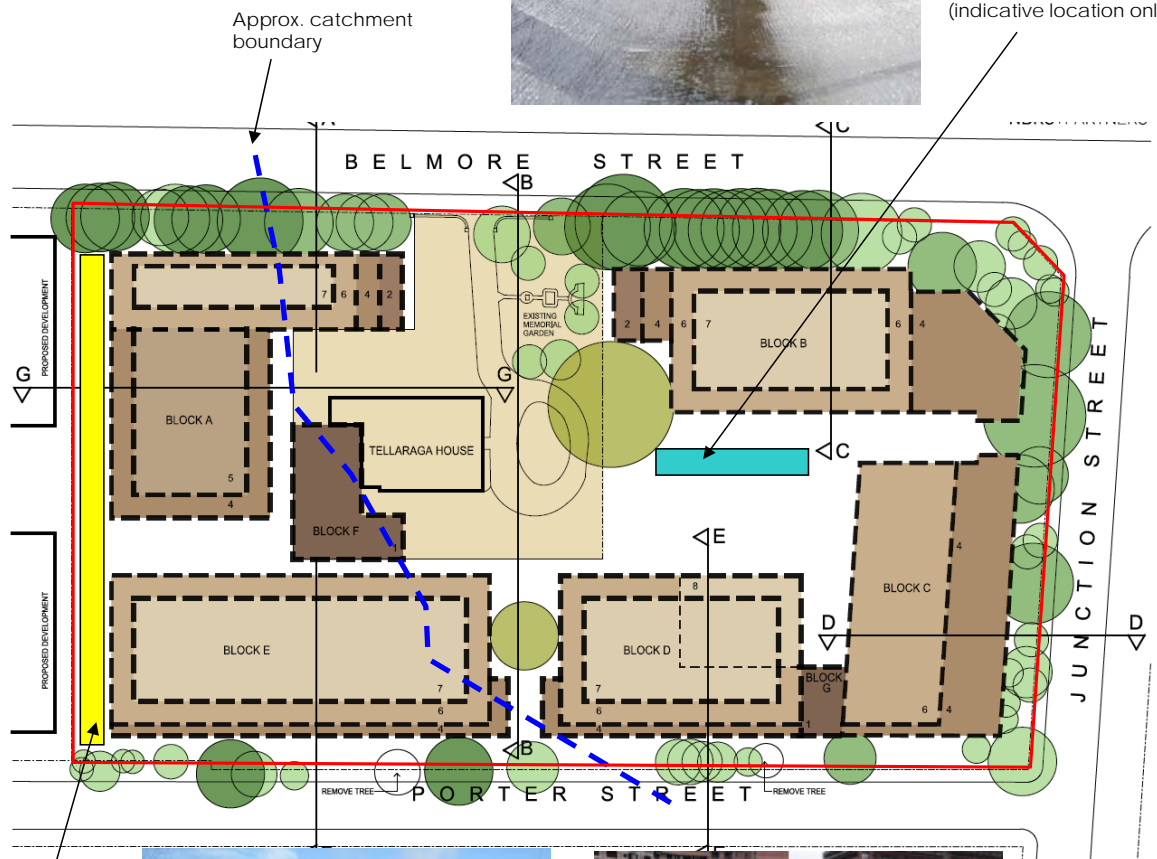 Approx. catchment
boundary
(indicative location onl
A
C
BELMORE STREET
B
7 6 4 2
PROPOSED DEVELOPMENT
EXISTING
MEMORIAL
GARDEN
2 4 6 7
BLOCK B
6 4
JUNCTION STREET
G
G
BLOCK A
5
4
TELLARAGA HOUSE
C
BLOCK F
1
E
PROPOSED DEVELOPMENT
BLOCK E
7
6
4
8
BLOCK D
7
6
4
BLOCK
G
1
4
BLOCK C
6 4
D
D
B
REMOVE TREE
PORTER STREET
REMOVE TREE